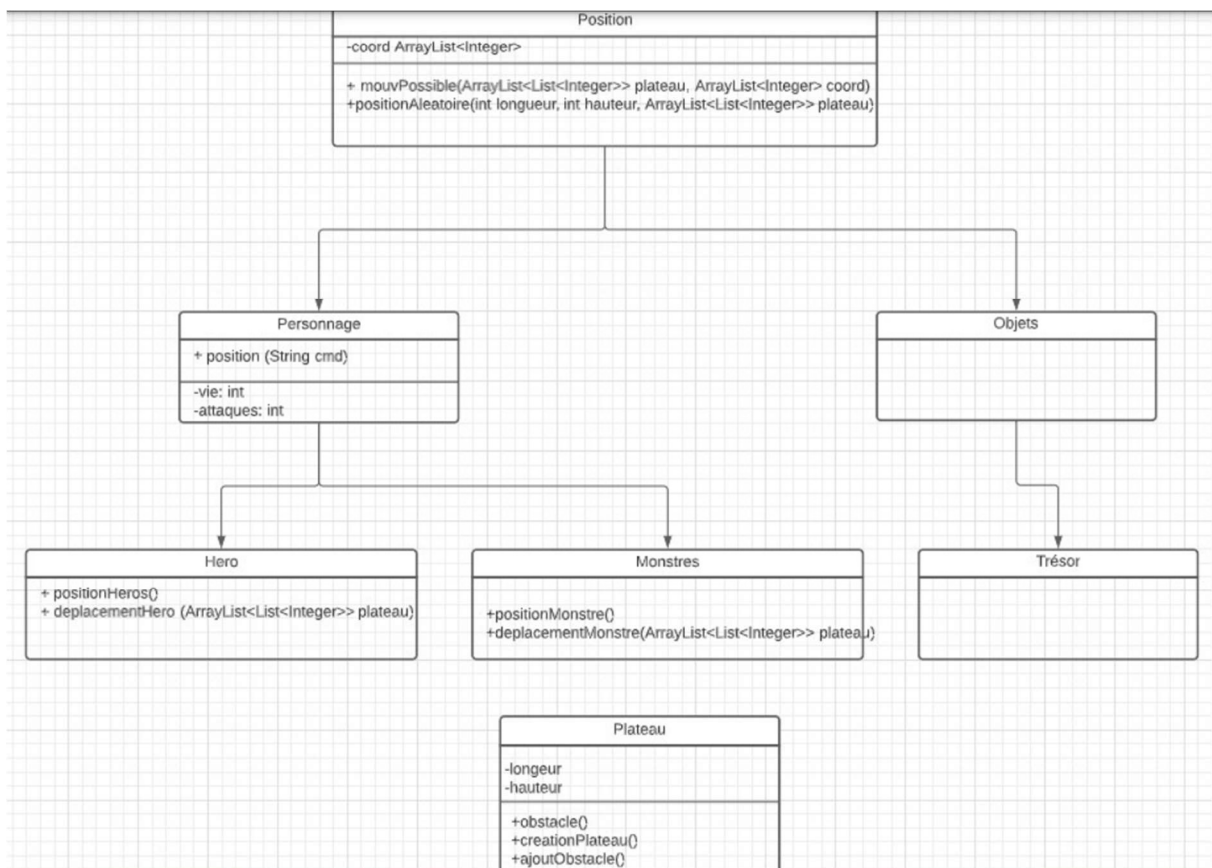 Position
-coord ArrayList<Integer>
+ mouvPossible(ArrayList<List<Integer>> plateau, ArrayList<Integer> coord)
+positionAleatoire(int longueur, int hauteur, ArrayList<List<Integer>> plateau)
Personnage
+ position (String cmd)
-vie: int
-attaques: int
Objets
Hero
+ positionHeros()
+ deplacementHero (ArrayList<List<Integer>> plateau)
Monstres
+positionMonstre()
+deplacementMonstre(ArrayList<List<Integer>> plateau)
Trésor
Plateau
-longeur
-hauteur
+obstacle()
+creationPlateau()
+ajoutObstacle()